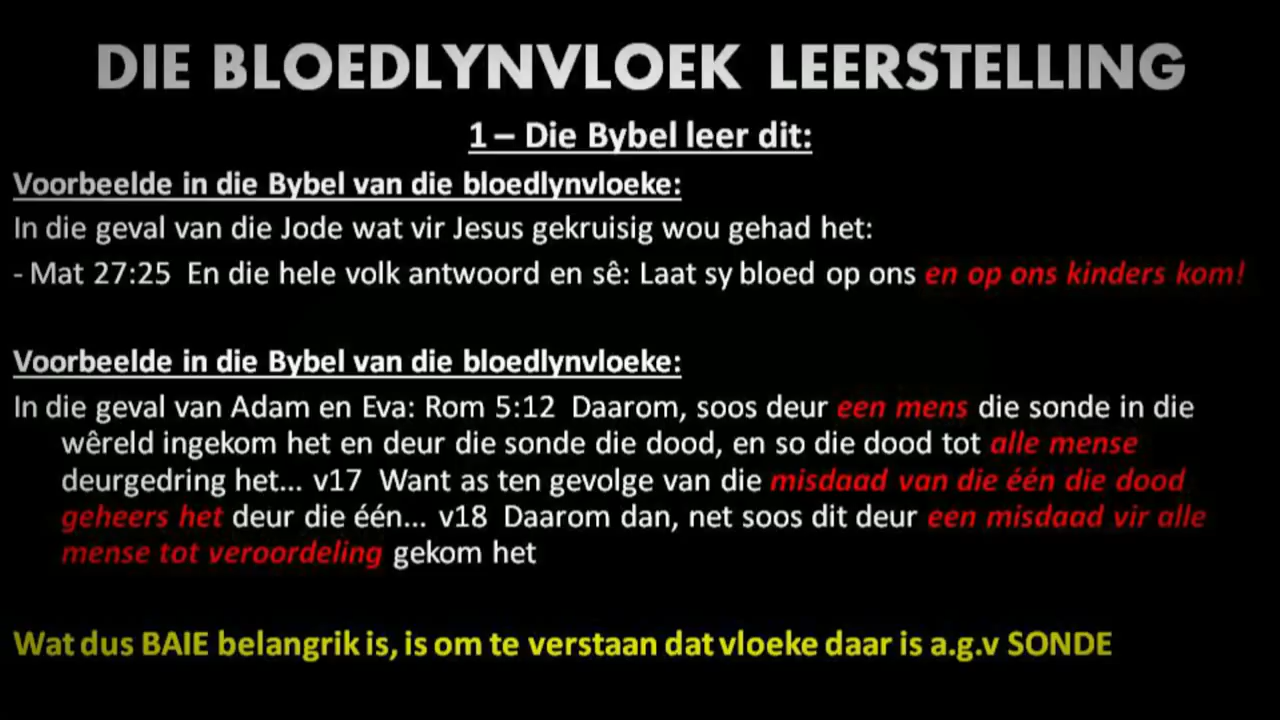 DIE BLOEDLYNVLOEK LEERSTELLING
1 – Die Bybel leer dit:
Voorbeelde in die Bybel van die bloedlynvloeke:
In die geval van die Jode wat vir Jesus gekruisig wou gehad het:
- Mat 27:25 En die hele volk antwoord en sê: Laat sy bloed op ons en op ons kinders kom!
Voorbeelde in die Bybel van die bloedlynvloeke:
In die geval van Adam en Eva: Rom 5:12 Daarom, soos deur een mens die sonde in die
wêreld ingekom het en deur die sonde die dood, en so die dood tot alle mense
deurgedring het... v17 Want as ten gevolge van die misdaad van die één die dood
geheers het deur die één... v18 Daarom dan, net soos dit deur een misdaad vir alle
mense tot veroordeling gekom het
Wat dus BAIE belangrik is, is om te verstaan dat vloeke daar is a.g.v SONDE